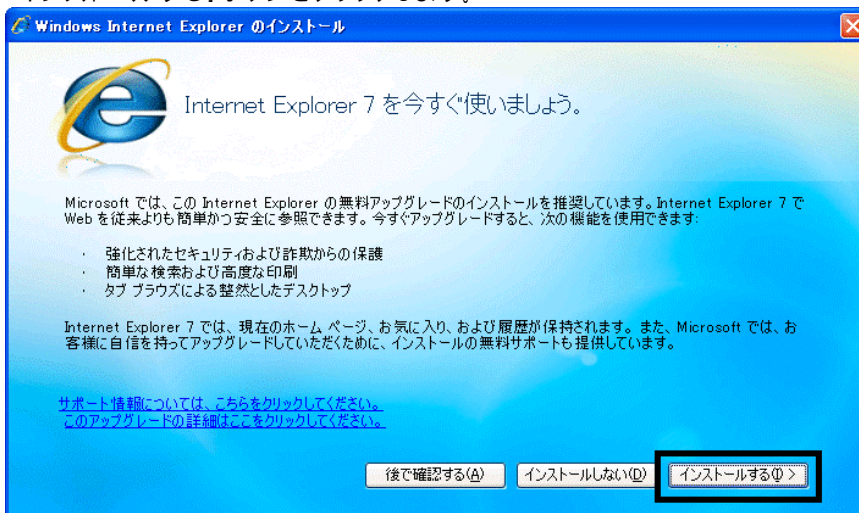 Windows Internet Explorer のインストール
Internet Explorer 7 を今すぐ使いましょう。
Microsoft では、この Internet Explorer の無料アップグレードのインストールを推奨しています。Internet Explorer 7 で
Web を従来よりも簡単かつ安全に参照できます。今すぐアップグレードすると、次の機能を使用できます:
・ 強化されたセキュリティおよび詐欺からの保護
・ 簡単な検索および高度な印刷
・ タブ ブラウズによる整然としたデスクトップ
Internet Explorer 7 では、現在のホーム ページ、お気に入り、および履歴が保持されます。また、Microsoft では、お
客様に自信を持ってアップグレードしていただくために、インストールの無料サポートも提供しています。
サポート情報については、こちらをクリックしてください。
このアップグレードの詳細はここをクリックしてください。
後で確認する(A) インストールしない(D) インストールする(I) >